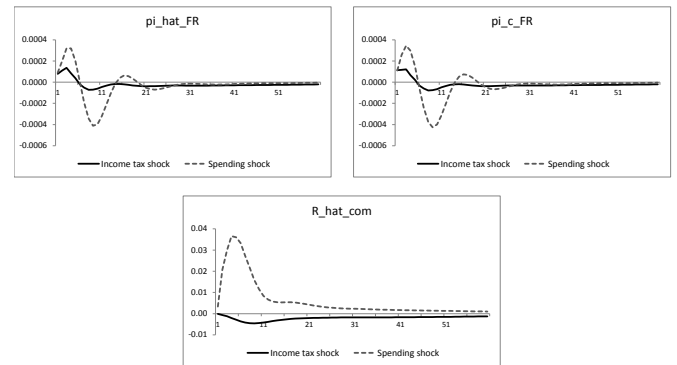 pi_hat_FR
0.0004
0.0002
0.0000
-0.0002
-0.0004
-0.0006
1 11 21 31 41 51
Income tax shock Spending shock
pi_c_FR
0.0004
0.0002
0.0000
-0.0002
-0.0004
-0.0006
1 11 21 31 41 51
Income tax shock Spending shock
R_hat_com
0.04
0.03
0.02
0.01
0.00
-0.01
1 11 21 31 41 51
Income tax shock Spending shock